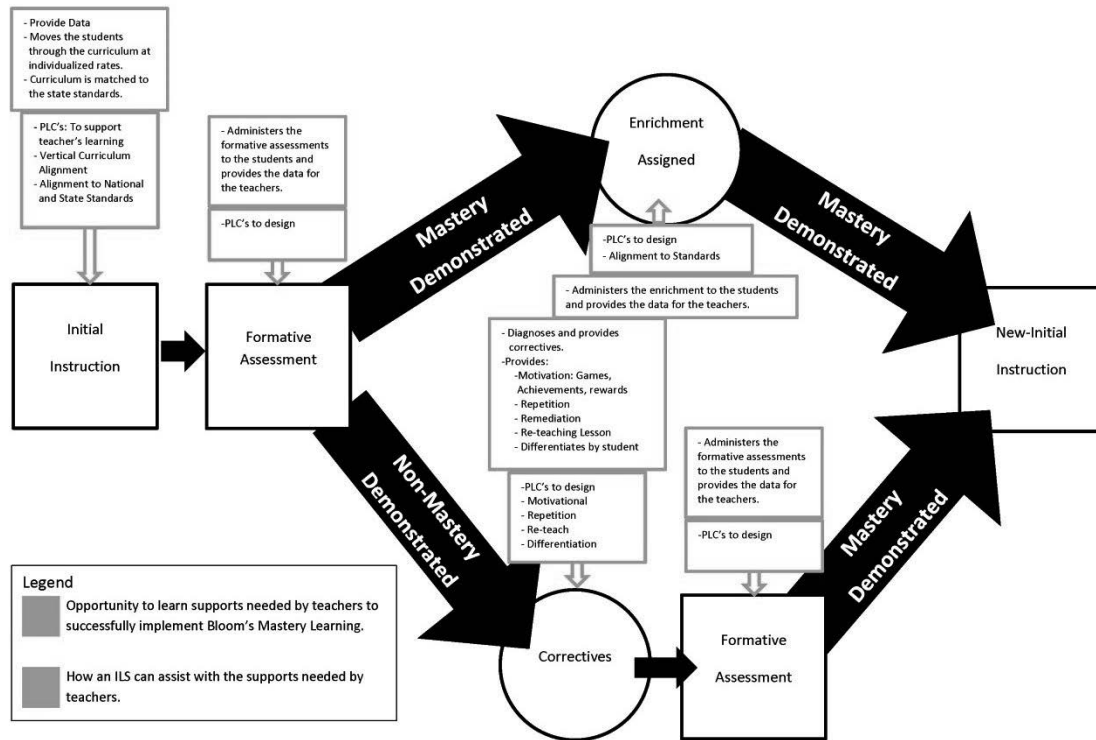 - Provide Data
- Moves the students
through the curriculum at
individualized rates.
- Curriculum is matched to
the state standards.
- PLC's: To support
teacher's learning
- Vertical Curriculum
Alignment
- Alignment to National
and State Standards
- Administers the
formative assessments
to the students and
provides the data for
the teachers.
-PLC's to design
Initial
Instruction
Formative
Assessment
Mastery
Demonstrated
Enrichment
Assigned
-PLC's to design
- Alignment to Standards
- Administers the enrichment to the students
and provides the data for the teachers.
Mastery
Demonstrated
New-Initial
Instruction
Non-Mastery
Demonstrated
- Diagnoses and provides
correctives.
-Provides:
-Motivation: Games,
Achievements, rewards
- Repetition
- Remediation
- Re-teaching Lesson
- Differentiates by student
-PLC's to design
- Motivational
- Repetition
- Re-teach
- Differentiation
Correctives
- Administers the
formative assessments
to the students and
provides the data for
the teachers.
-PLC's to design
Formative
Assessment
Mastery
Demonstrated
Legend
Opportunity to learn supports needed by teachers to
successfully implement Bloom's Mastery Learning.
How an ILS can assist with the supports needed by
teachers.